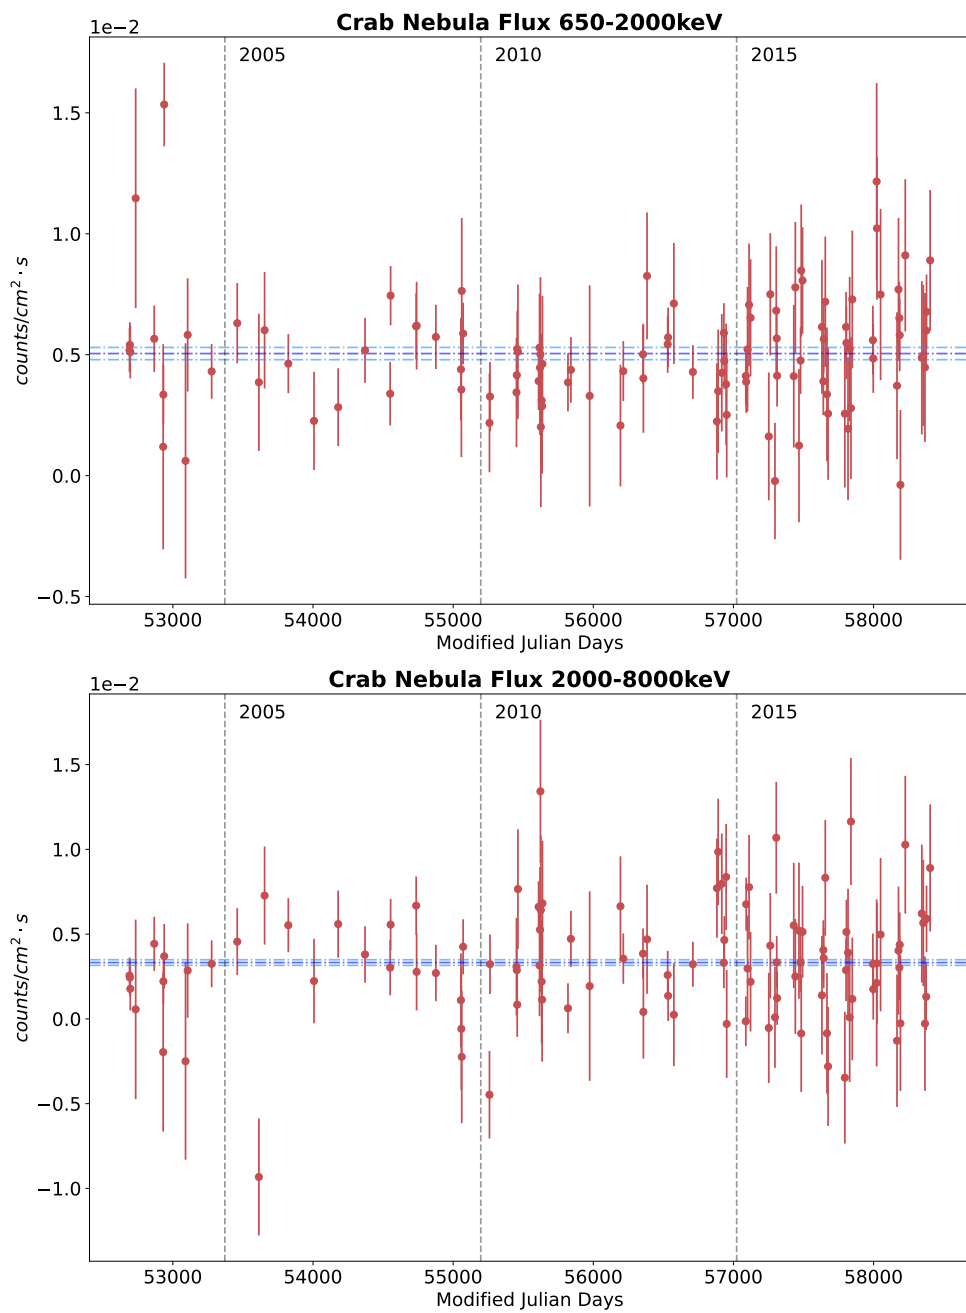 Crab Nebula Flux 650-2000keV
1e−2
2005 2010 2015
1.5
1.0
0.5
0.0
−0.5
counts/cm² · s
53000 54000 55000 56000 57000 58000
Modified Julian Days
Crab Nebula Flux 2000-8000keV
1e−2
2005 2010 2015
1.5
1.0
0.5
0.0
−0.5
−1.0
counts/cm² · s
53000 54000 55000 56000 57000 58000
Modified Julian Days